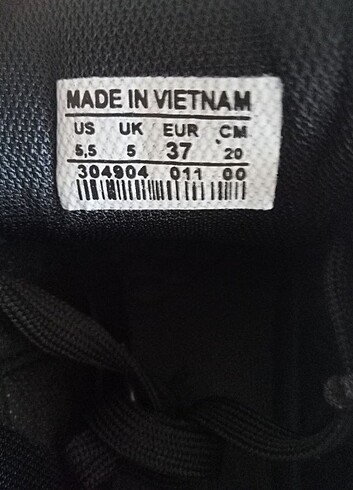 MADE IN VIETNAM
US UK EUR CM
5,5 5 37 20
304904 011 00